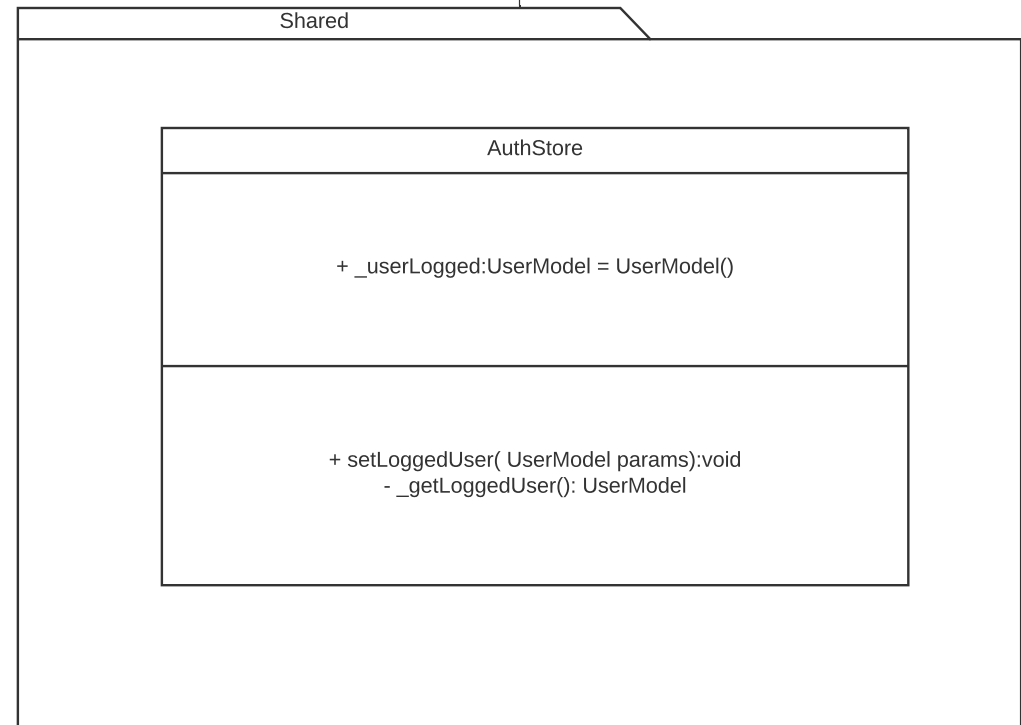 Shared
AuthStore
+ _userLogged:UserModel = UserModel()
+ setLoggedUser( UserModel params):void
- _getLoggedUser(): UserModel